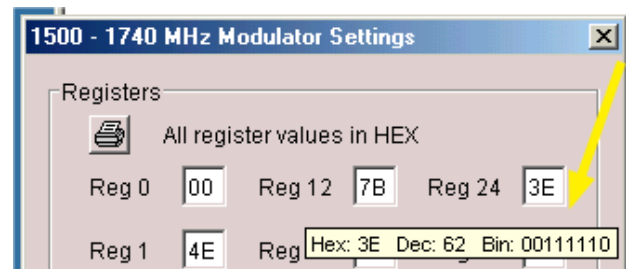 1500 - 1740 MHz Modulator Settings
Registers
All register values in HEX
Reg 0 00 Reg 12 7B Reg 24 3E
Reg 1 4E Reg
Hex: 3E Dec: 62 Bin: 00111110